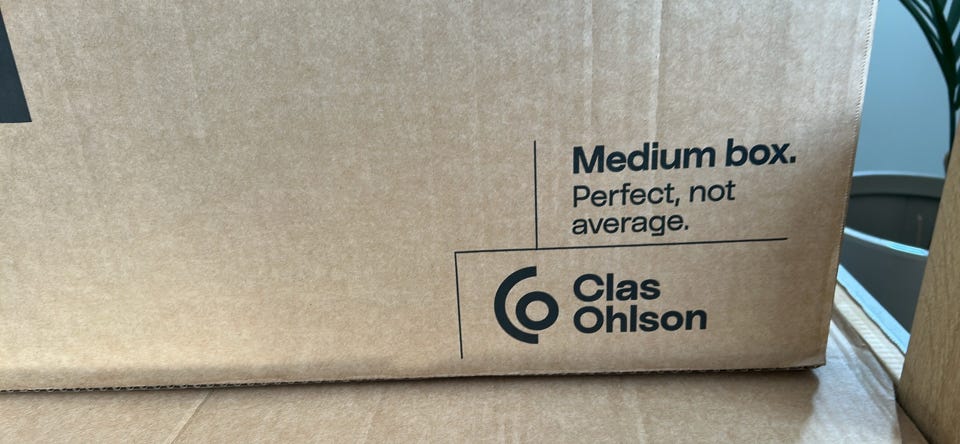 Medium box.
Perfect, not
average.
Clas
Ohlson